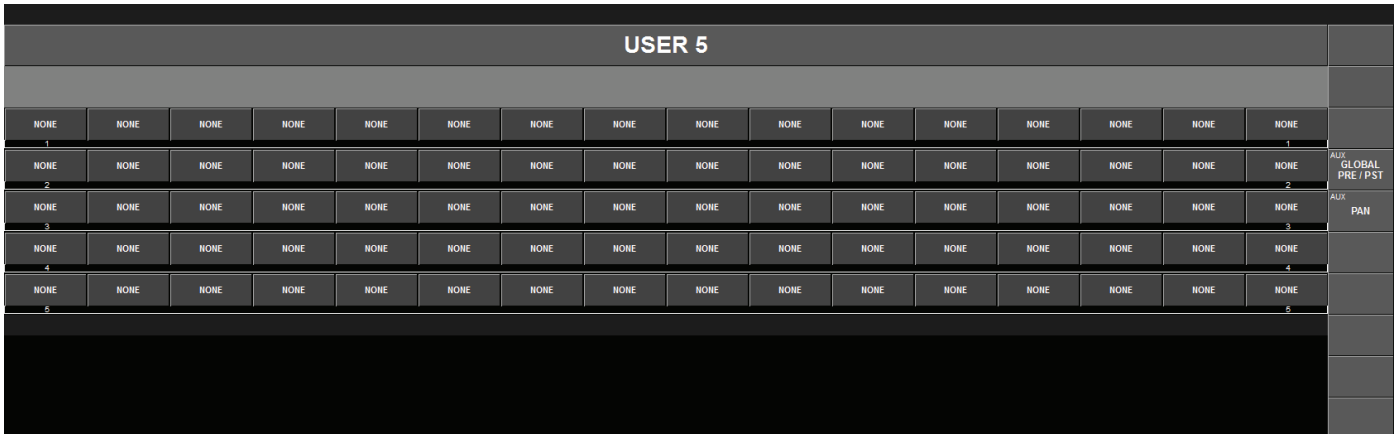 USER 5
NONE NONE NONE NONE NONE NONE NONE NONE NONE NONE NONE NONE NONE NONE NONE NONE
1 1
NONE NONE NONE NONE NONE NONE NONE NONE NONE NONE NONE NONE NONE NONE NONE NONE
2 2
AUX
GLOBAL
PRE / PST
NONE NONE NONE NONE NONE NONE NONE NONE NONE NONE NONE NONE NONE NONE NONE NONE
3 3
AUX
PAN
NONE NONE NONE NONE NONE NONE NONE NONE NONE NONE NONE NONE NONE NONE NONE NONE
4 4
NONE NONE NONE NONE NONE NONE NONE NONE NONE NONE NONE NONE NONE NONE NONE NONE
5 5